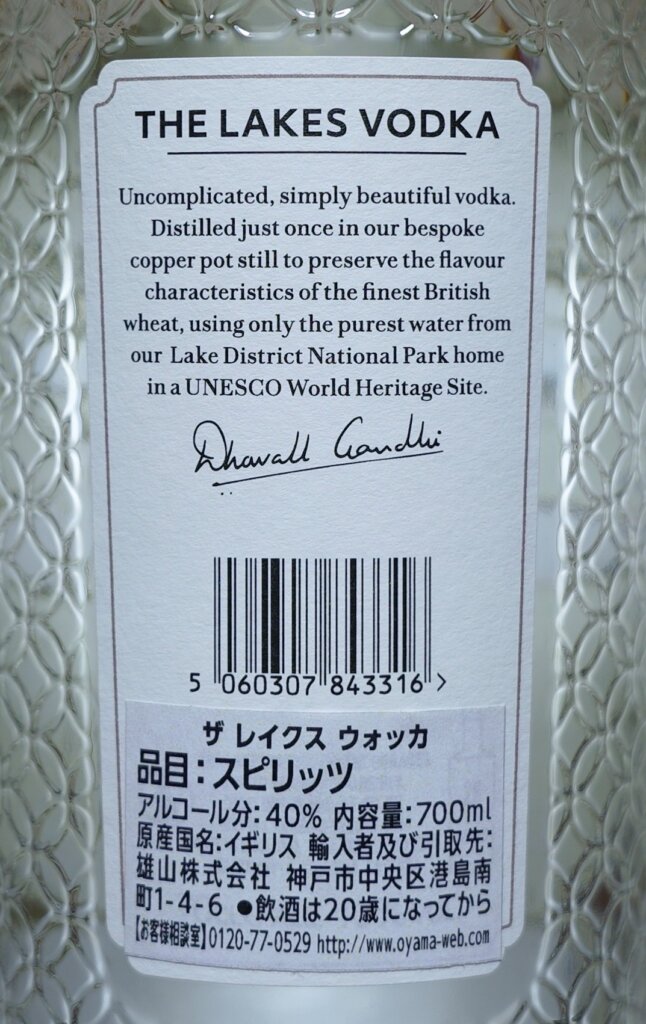 THE LAKES VODKA
Uncomplicated, simply beautiful vodka.
Distilled just once in our bespoke
copper pot still to preserve the flavour
characteristics of the finest British
wheat, using only the purest water from
our Lake District National Park home
in a UNESCO World Heritage Site.
Dhavall Gandhi
5 060307 843316 >
ザ レイクス ウォッカ
品目：スピリッツ
アルコール分：40% 内容量：700ml
原産国名：イギリス 輸入者及び引取先：
雄山株式会社 神戸市中央区港島南
町1-4-6 ●飲酒は20歳になってから
【お客様相談室】0120-77-0529 http://www.oyama-web.com